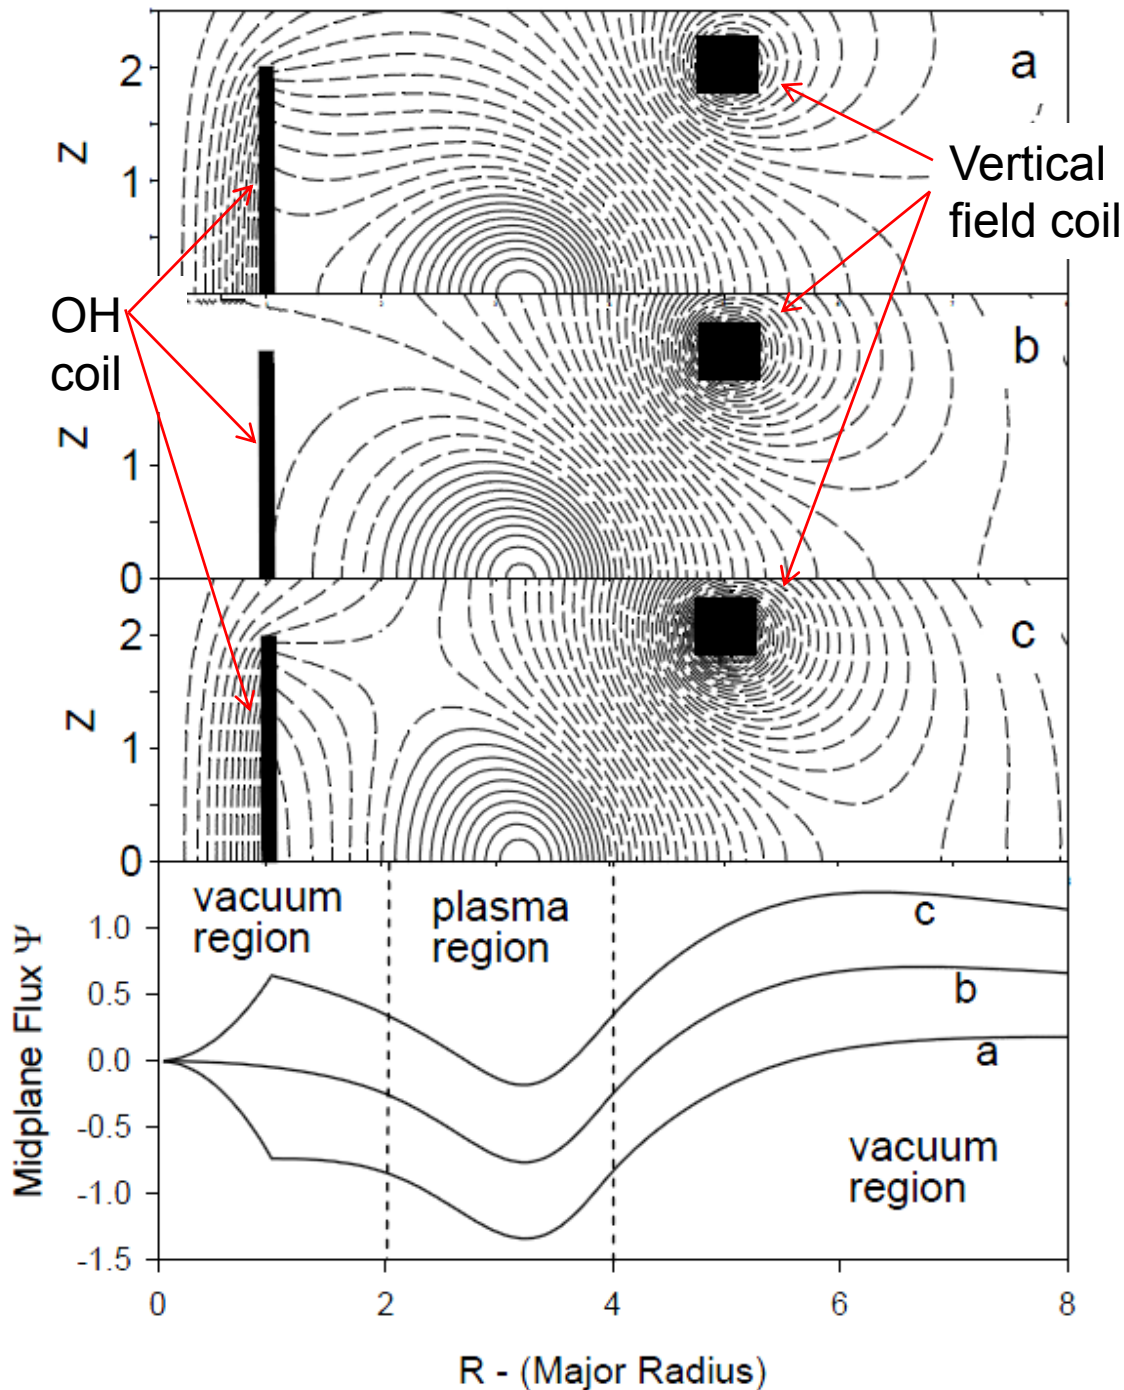 2
1
Z
a
Vertical
field coil
OH
coil
b
Z
1
0
2
1
0
Z
c
vacuum
region
plasma
region
1.0
0.5
0.0
-0.5
-1.0
-1.5
Midplane Flux Ψ
c
b
a
vacuum
region
0
2
4
6
8
R - (Major Radius)